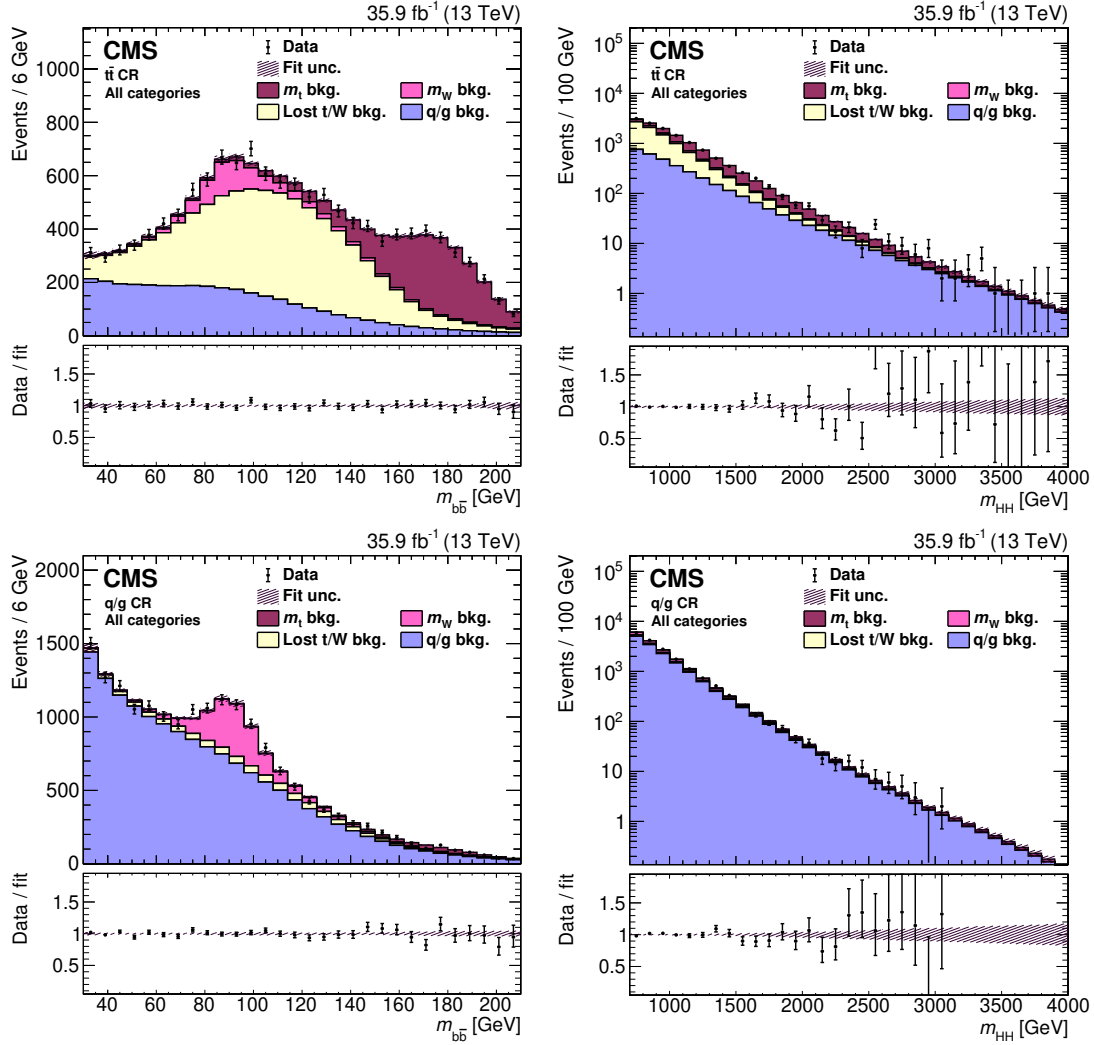 35.9 fb⁻¹ (13 TeV)
CMS
tt̄ CR
All categories
Data
Fit unc.
mₜ bkg.
m_W bkg.
Lost t/W bkg.
q/g bkg.
Events / 6 GeV
1000
800
600
400
200
0
Data / fit
1.5
1
0.5
40 60 80 100 120 140 160 180 200
m_bb̄ [GeV]
35.9 fb⁻¹ (13 TeV)
CMS
tt̄ CR
All categories
Data
Fit unc.
mₜ bkg.
m_W bkg.
Lost t/W bkg.
q/g bkg.
Events / 100 GeV
10⁵
10⁴
10³
10²
10
1
Data / fit
1.5
1
0.5
1000 1500 2000 2500 3000 3500 4000
m_HH [GeV]
35.9 fb⁻¹ (13 TeV)
CMS
q/g CR
All categories
Data
Fit unc.
mₜ bkg.
m_W bkg.
Lost t/W bkg.
q/g bkg.
Events / 6 GeV
2000
1500
1000
500
0
Data / fit
1.5
1
0.5
40 60 80 100 120 140 160 180 200
m_bb̄ [GeV]
35.9 fb⁻¹ (13 TeV)
CMS
q/g CR
All categories
Data
Fit unc.
mₜ bkg.
m_W bkg.
Lost t/W bkg.
q/g bkg.
Events / 100 GeV
10⁵
10⁴
10³
10²
10
1
Data / fit
1.5
1
0.5
1000 1500 2000 2500 3000 3500 4000
m_HH [GeV]